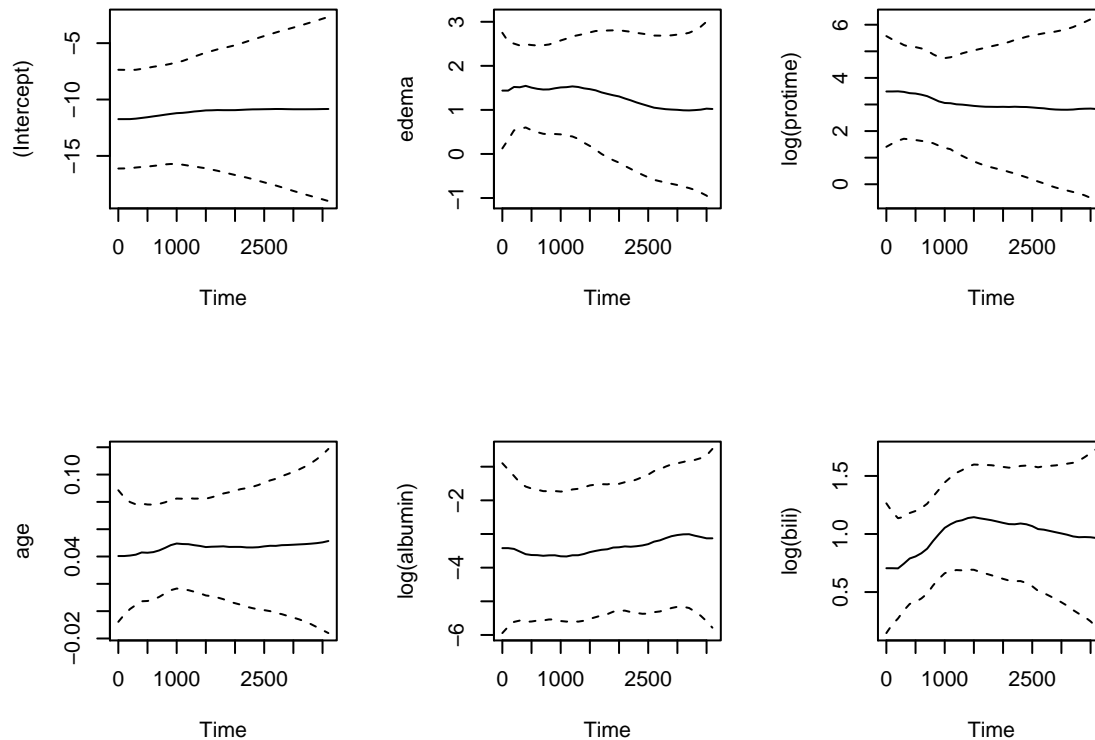 (Intercept)
−5
−10
−15
0 1000 2500
Time
edema
3
2
1
0
−1
0 1000 2500
Time
log(protime)
6
4
2
0
0 1000 2500
Time
age
0.10
0.04
−0.02
0 1000 2500
Time
log(albumin)
−2
−4
−6
0 1000 2500
Time
log(bili)
1.5
1.0
0.5
0 1000 2500
Time